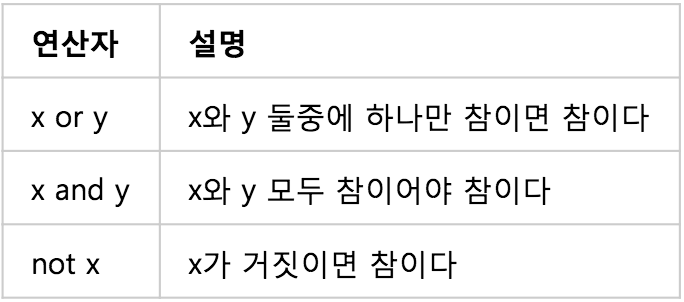 연산자 설명
x or y x와 y 둘중에 하나만 참이면 참이다
x and y x와 y 모두 참이어야 참이다
not x x가 거짓이면 참이다